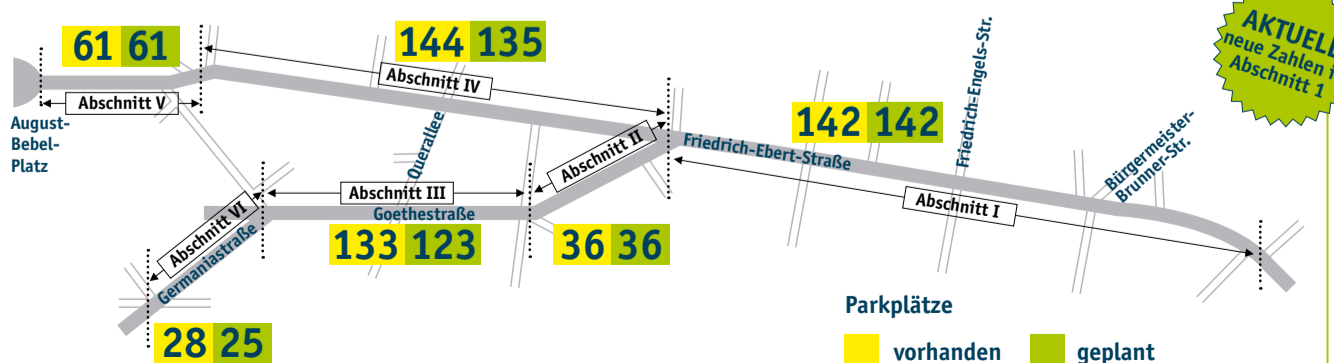 61 61
144 135
AKTUELL
neue Zahlen i
Abschnitt 1
Abschnitt V
Abschnitt IV
August-
Bebel-
Platz
Querallee
Abschnitt II
142 142
Friedrich-Ebert-Straße
Friedrich-Engels-Str.
Bürgermeister-
Brunner-Str.
Abschnitt III
Abschnitt I
Goethestraße
Abschnitt VI
Germaniastraße
133 123
36 36
28 25
Parkplätze
vorhanden
geplant